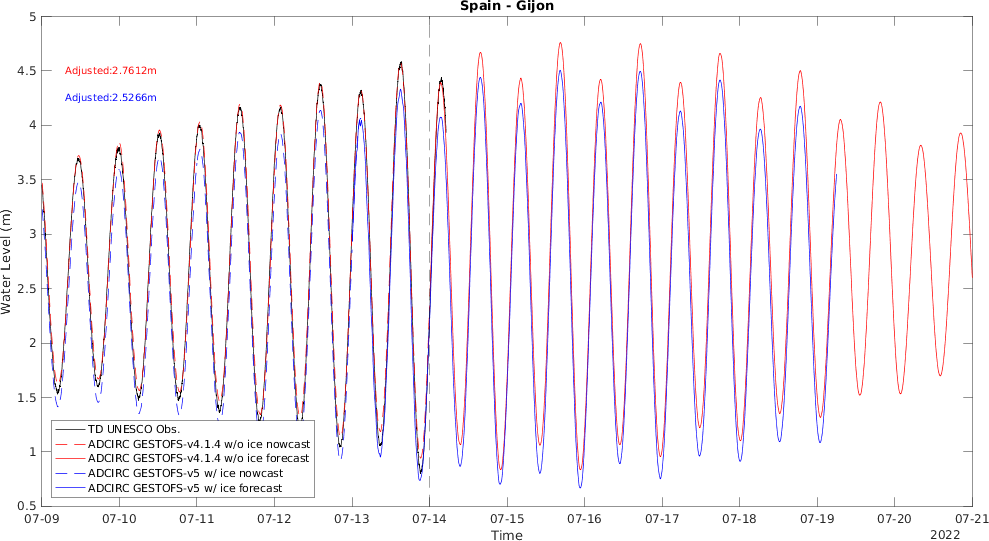 Spain - Gijon
5
4.5
4
3.5
3
2.5
2
1.5
1
0.5
Water Level (m)
Adjusted:2.7612m
Adjusted:2.5266m
TD UNESCO Obs.
ADCIRC GESTOFS-v4.1.4 w/o ice nowcast
ADCIRC GESTOFS-v4.1.4 w/o ice forecast
ADCIRC GESTOFS-v5 w/ ice nowcast
ADCIRC GESTOFS-v5 w/ ice forecast
07-09 07-10 07-11 07-12 07-13 07-14 07-15 07-16 07-17 07-18 07-19 07-20 07-21
Time
2022